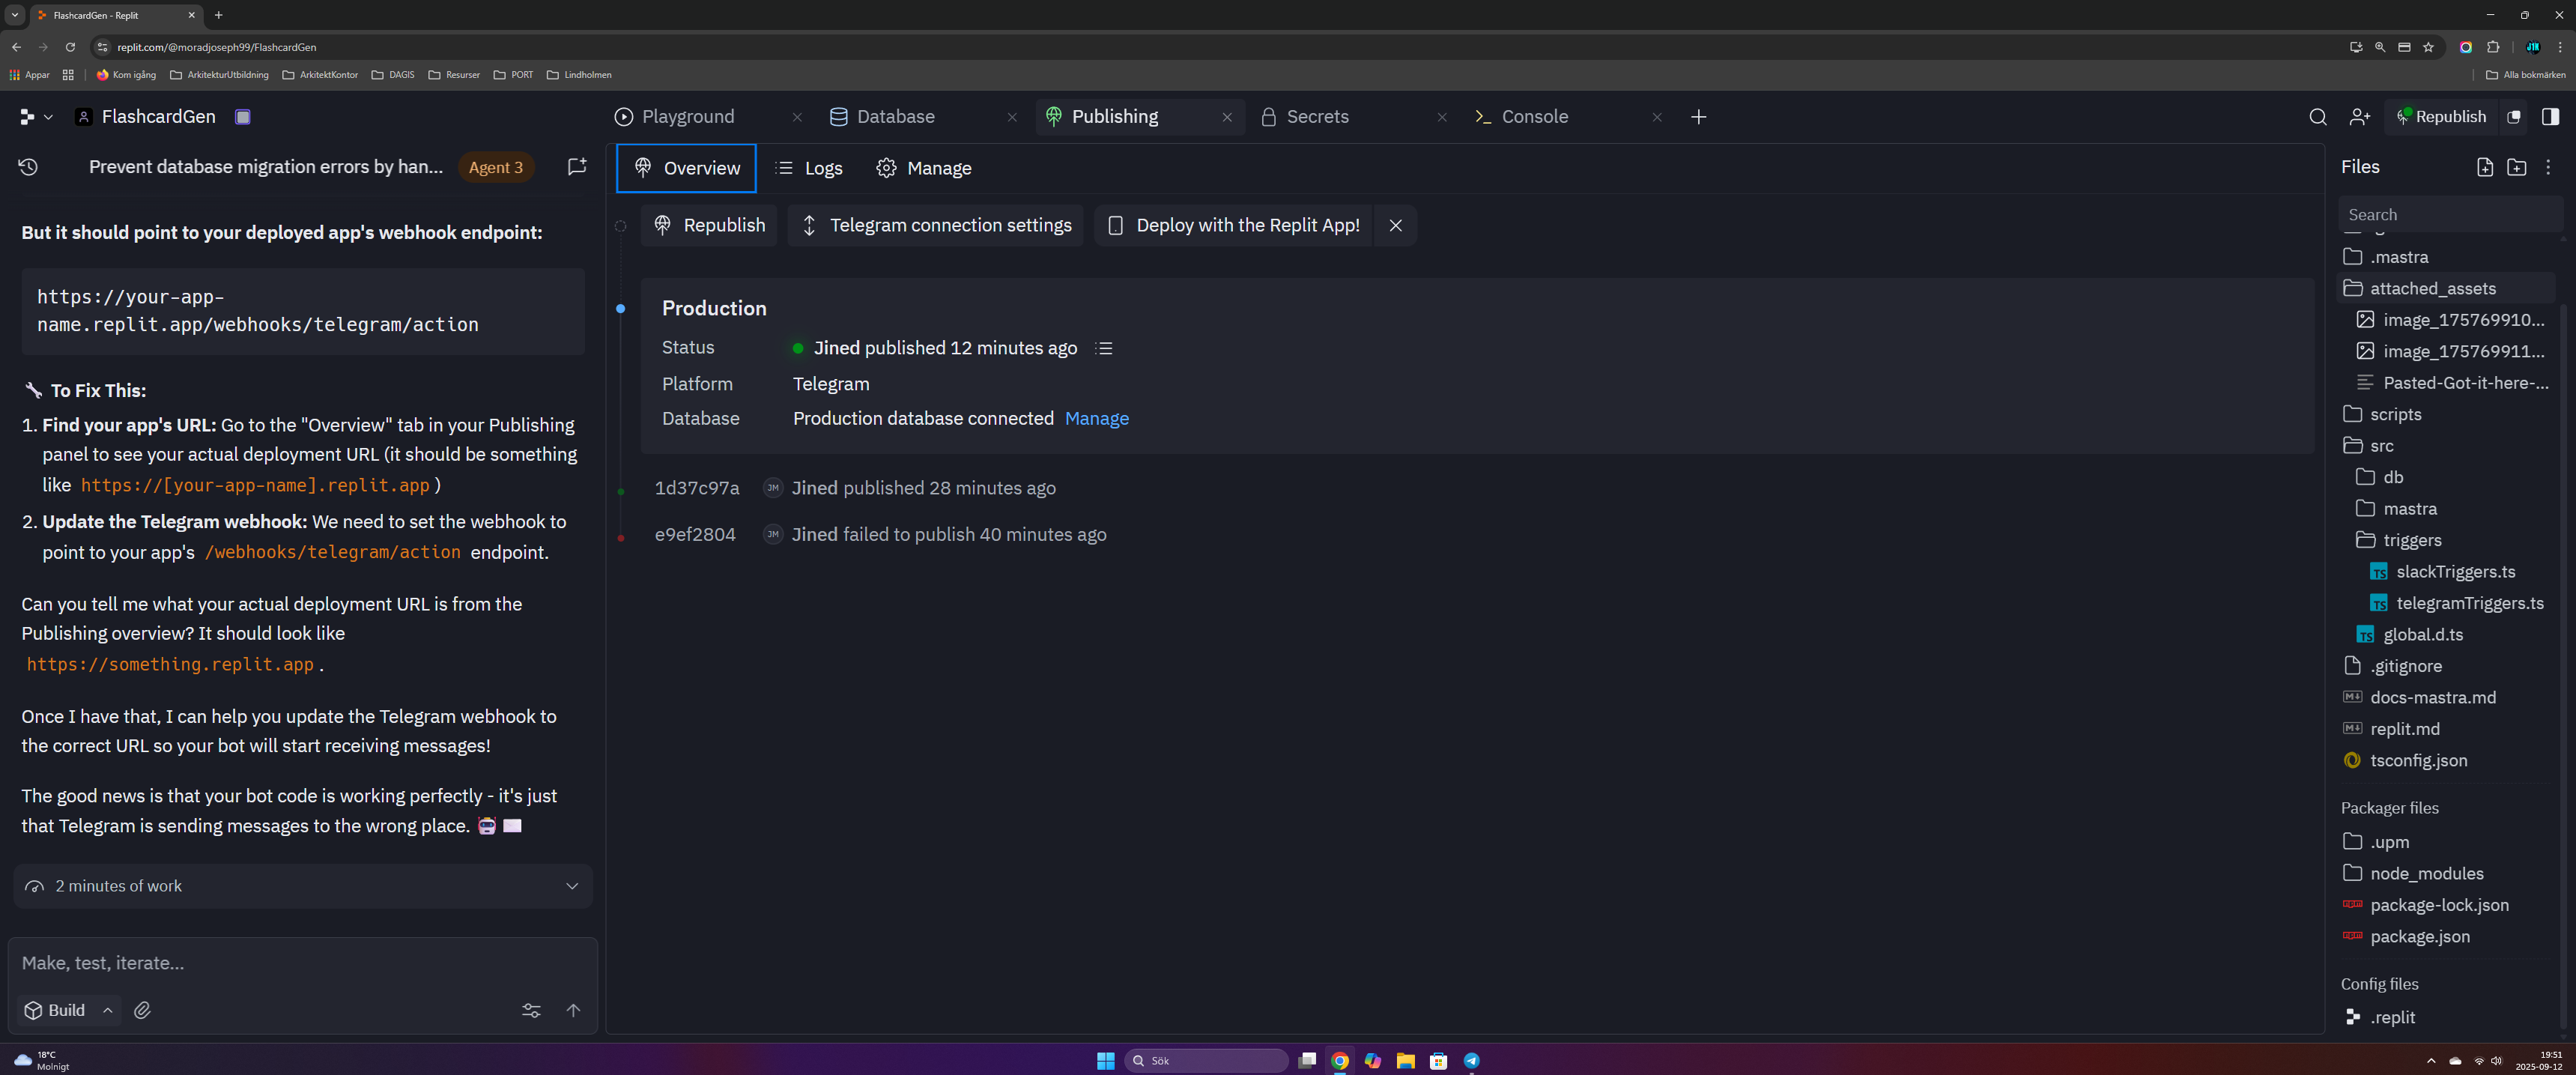 FlashcardGen - Replit
replit.com/@moradjoseph99/FlashcardGen
Appar
Kom igång
ArkitekturUtbildning
ArkitektKontor
DAGIS
Resurser
PORT
Lindholmen
Alla bokmärken
FlashcardGen
Playground
Database
Publishing
Secrets
Console
Republish
Prevent database migration errors by han...
Agent 3
But it should point to your deployed app's webhook endpoint:
https://your-app-
name.replit.app/webhooks/telegram/action
To Fix This:
1. Find your app's URL: Go to the "Overview" tab in your Publishing
panel to see your actual deployment URL (it should be something
like https://[your-app-name].replit.app )
2. Update the Telegram webhook: We need to set the webhook to
point to your app's /webhooks/telegram/action endpoint.
Can you tell me what your actual deployment URL is from the
Publishing overview? It should look like
https://something.replit.app .
Once I have that, I can help you update the Telegram webhook to
the correct URL so your bot will start receiving messages!
The good news is that your bot code is working perfectly - it's just
that Telegram is sending messages to the wrong place.
2 minutes of work
Make, test, iterate...
Build
Overview
Logs
Manage
Republish
Telegram connection settings
Deploy with the Replit App!
Production
Status
Jined published 12 minutes ago
Platform
Telegram
Database
Production database connected Manage
1d37c97a JM Jined published 28 minutes ago
e9ef2804 JM Jined failed to publish 40 minutes ago
Files
Search
.mastra
attached_assets
image_175769910...
image_175769911...
Pasted-Got-it-here-...
scripts
src
db
mastra
triggers
TS slackTriggers.ts
TS telegramTriggers.ts
TS global.d.ts
.gitignore
docs-mastra.md
replit.md
tsconfig.json
Packager files
.upm
node_modules
package-lock.json
package.json
Config files
.replit
18°C
Molnigt
Sök
19:51
2025-09-12